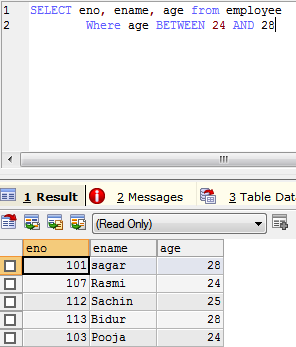 1 SELECT eno, ename, age from employee
2 Where age BETWEEN 24 AND 28
1 Result 2 Messages 3 Table Data
(Read Only)
eno ename age
101 sagar 28
107 Rasmi 24
112 Sachin 25
113 Bidur 28
103 Pooja 24